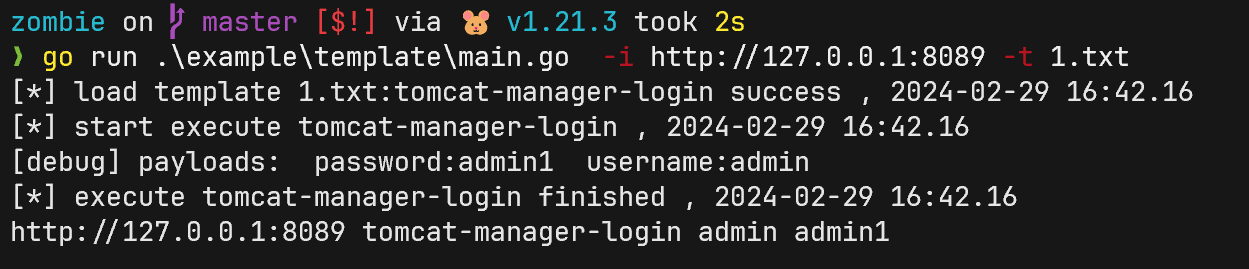 zombie on master [$!] via 🐹 v1.21.3 took 2s
❯ go run .\example\template\main.go  -i http://127.0.0.1:8089 -t 1.txt
[*] load template 1.txt:tomcat-manager-login success , 2024-02-29 16:42.16
[*] start execute tomcat-manager-login , 2024-02-29 16:42.16
[debug] payloads:  password:admin1  username:admin
[*] execute tomcat-manager-login finished , 2024-02-29 16:42.16
http://127.0.0.1:8089 tomcat-manager-login admin admin1